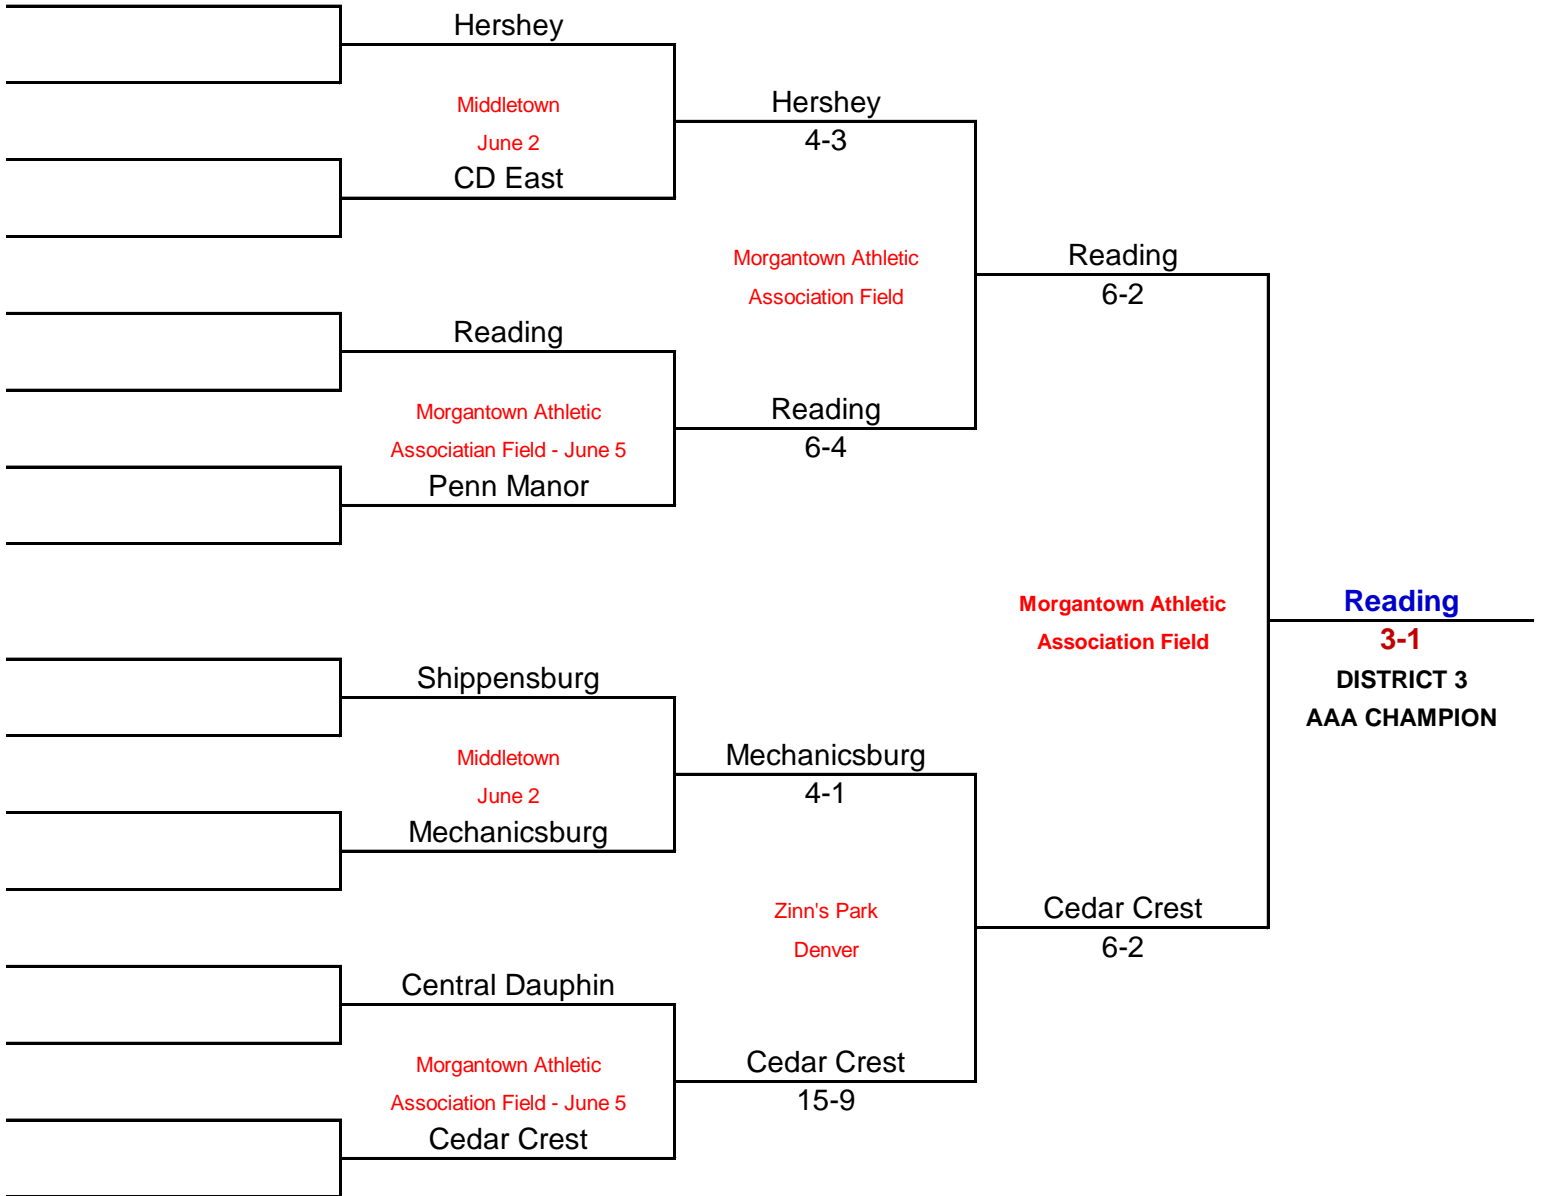 Hershey
Middletown
June 2
CD East
Hershey
4-3
Reading
Morgantown Athletic
Associatian Field - June 5
Penn Manor
Reading
6-4
Morgantown Athletic
Association Field
Reading
6-2
Shippensburg
Middletown
June 2
Mechanicsburg
Mechanicsburg
4-1
Central Dauphin
Morgantown Athletic
Association Field - June 5
Cedar Crest
Cedar Crest
15-9
Zinn's Park
Denver
Cedar Crest
6-2
Morgantown Athletic
Association Field
Reading
3-1
DISTRICT 3
AAA CHAMPION